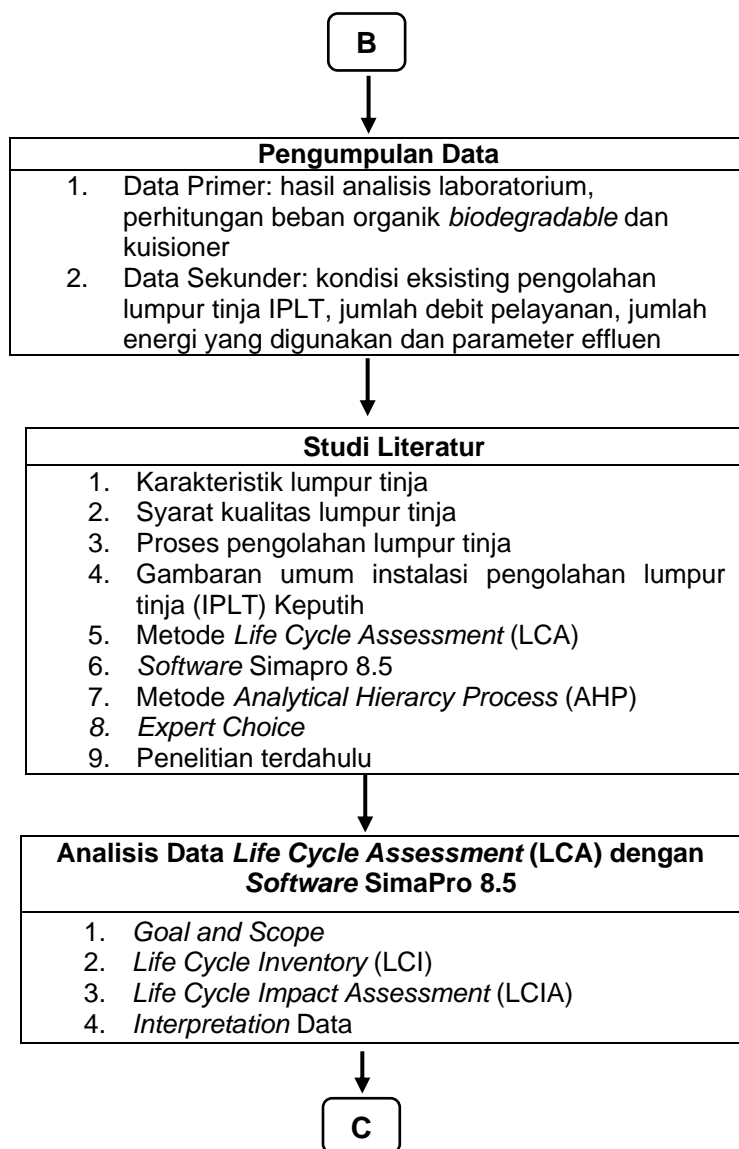 B
Pengumpulan Data
1. Data Primer: hasil analisis laboratorium,
perhitungan beban organik biodegradable dan
kuisioner
2. Data Sekunder: kondisi eksisting pengolahan
lumpur tinja IPLT, jumlah debit pelayanan, jumlah
energi yang digunakan dan parameter effluen
Studi Literatur
1. Karakteristik lumpur tinja
2. Syarat kualitas lumpur tinja
3. Proses pengolahan lumpur tinja
4. Gambaran umum instalasi pengolahan lumpur
tinja (IPLT) Keputih
5. Metode Life Cycle Assessment (LCA)
6. Software Simapro 8.5
7. Metode Analytical Hierarcy Process (AHP)
8. Expert Choice
9. Penelitian terdahulu
Analisis Data Life Cycle Assessment (LCA) dengan
Software SimaPro 8.5
1. Goal and Scope
2. Life Cycle Inventory (LCI)
3. Life Cycle Impact Assessment (LCIA)
4. Interpretation Data
C